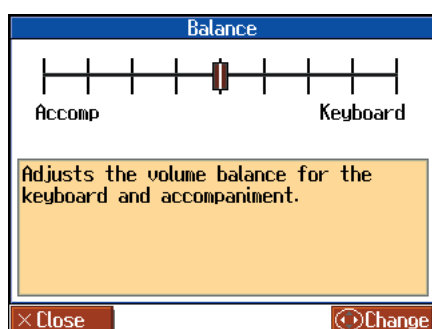 Balance
Accomp Keyboard
Adjusts the volume balance for the
keyboard and accompaniment.
× Close Change